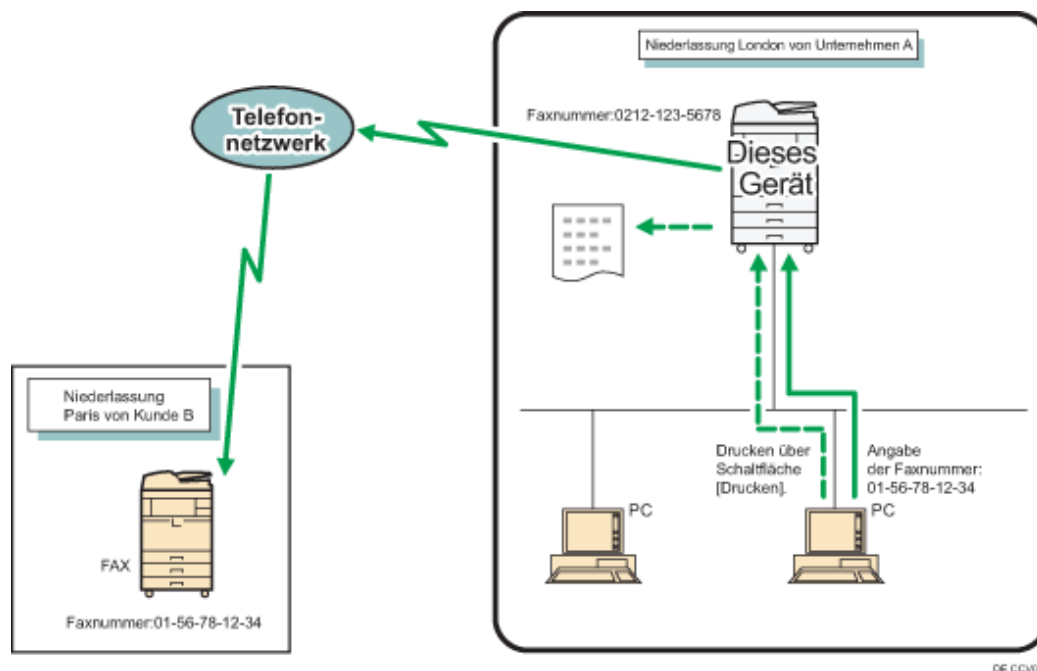 Niederlassung London von Unternehmen A
Faxnummer:0212-123-5678
Dieses
Gerät
Telefon-
netzwerk
Niederlassung
Paris von Kunde B
FAX
Faxnummer:01-56-78-12-34
Drucken über
Schaltfläche
[Drucken].
Angabe
der Faxnummer:
01-56-78-12-34
PC
PC